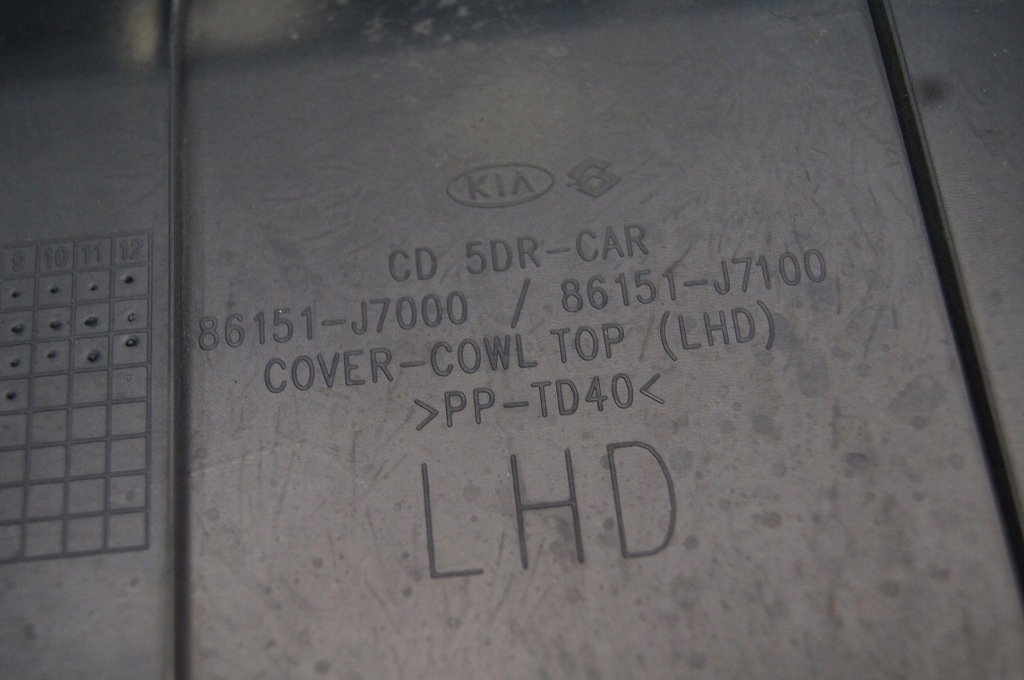 KIA
CD 5DR-CAR
86151-J7000 / 86151-J7100
COVER-COWL TOP (LHD)
>PP-TD40<
LHD
9 10 11 12